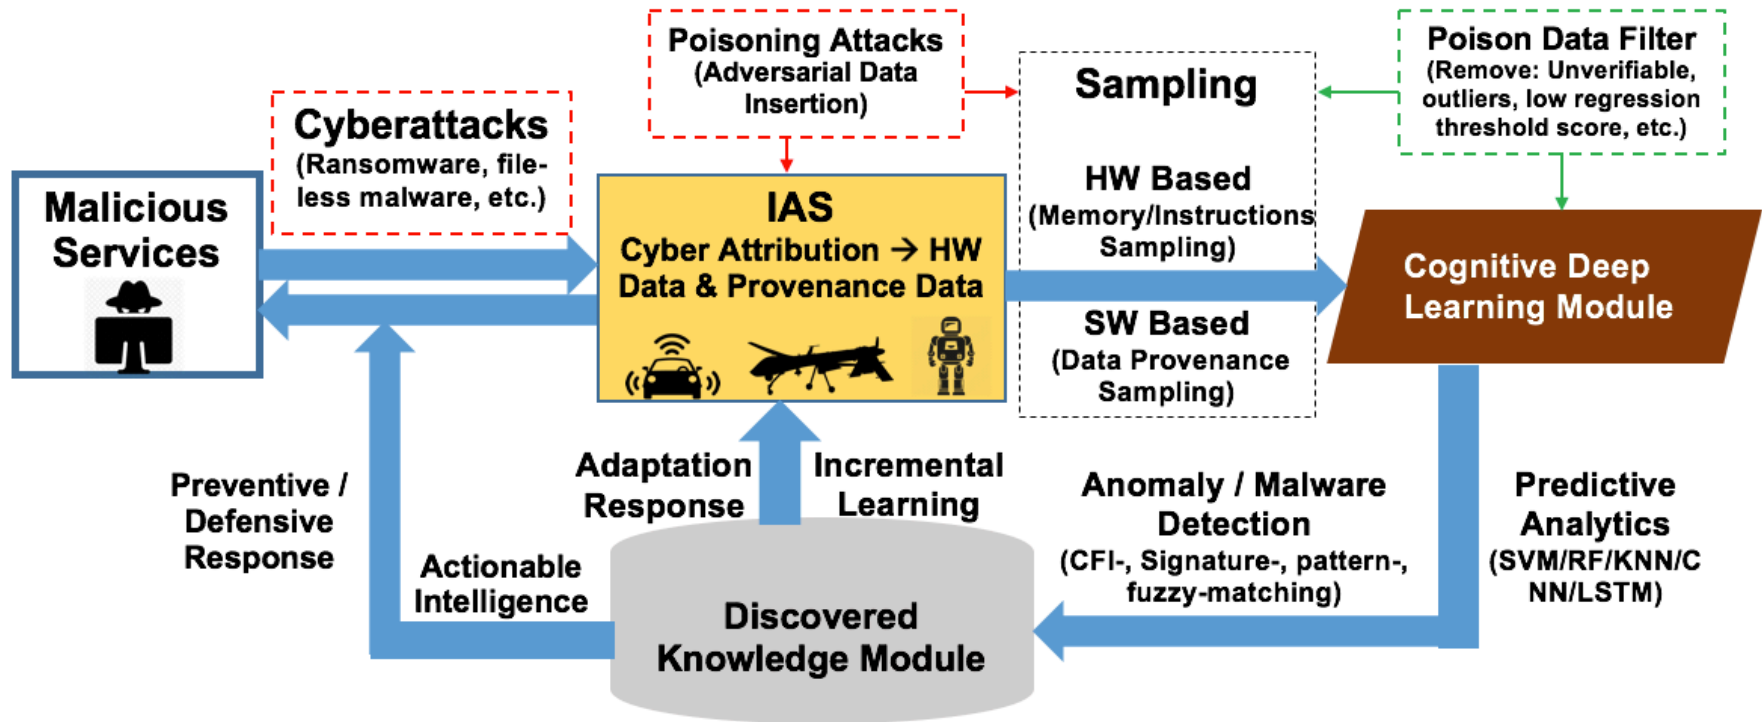 Poisoning Attacks
(Adversarial Data
Insertion)
Poison Data Filter
(Remove: Unverifiable,
outliers, low regression
threshold score, etc.)
Sampling
Cyberattacks
(Ransomware, file-
less malware, etc.)
Malicious
Services
IAS
Cyber Attribution → HW
Data & Provenance Data
HW Based
(Memory/Instructions
Sampling)
SW Based
(Data Provenance
Sampling)
Cognitive Deep
Learning Module
Preventive /
Defensive
Response
Actionable
Intelligence
Adaptation
Response
Incremental
Learning
Anomaly / Malware
Detection
(CFI-, Signature-, pattern-,
fuzzy-matching)
Predictive
Analytics
(SVM/RF/KNN/C
NN/LSTM)
Discovered
Knowledge Module